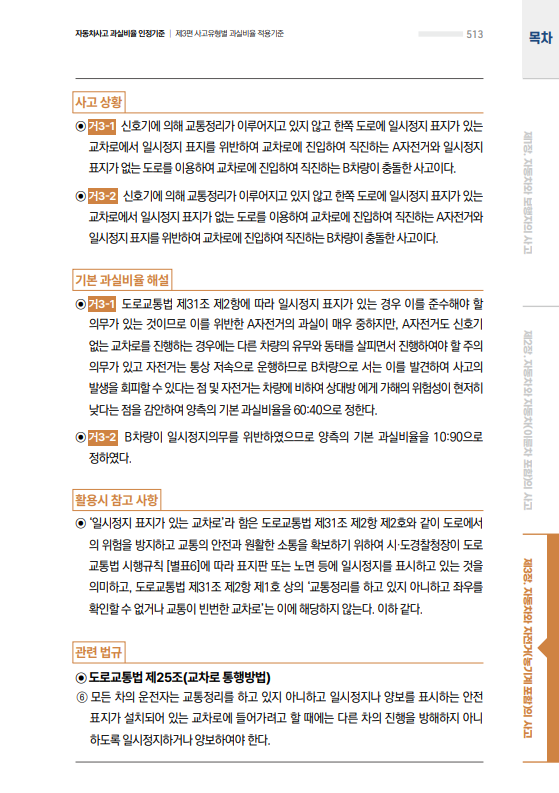 자동차사고 과실비율 인정기준 | 제3편 사고유형별 과실비율 적용기준
513
목차
사고 상황
◉ 거3-1 신호기에 의해 교통정리가 이루어지고 있지 않고 한쪽 도로에 일시정지 표지가 있는
교차로에서 일시정지 표지를 위반하여 교차로에 진입하여 직진하는 A자전거와 일시정지
표지가 없는 도로를 이용하여 교차로에 진입하여 직진하는 B차량이 충돌한 사고이다.
◉ 거3-2 신호기에 의해 교통정리가 이루어지고 있지 않고 한쪽 도로에 일시정지 표지가 있는
교차로에서 일시정지 표지가 없는 도로를 이용하여 교차로에 진입하여 직진하는 A자전거와
일시정지 표지를 위반하여 교차로에 진입하여 직진하는 B차량이 충돌한 사고이다.
기본 과실비율 해설
◉ 거3-1 도로교통법 제31조 제2항에 따라 일시정지 표지가 있는 경우 이를 준수해야 할
의무가 있는 것이므로 이를 위반한 A자전거의 과실이 매우 중하지만, A자전거도 신호기
없는 교차로를 진행하는 경우에는 다른 차량의 유무와 동태를 살피면서 진행하여야 할 주의
의무가 있고 자전거는 통상 저속으로 운행하므로 B차량으로 서는 이를 발견하여 사고의
발생을 회피할 수 있다는 점 및 자전거는 차량에 비하여 상대방 에게 가해의 위험성이 현저히
낮다는 점을 감안하여 양측의 기본 과실비율을 60:40으로 정한다.
◉ 거3-2 B차량이 일시정지의무를 위반하였으므로 양측의 기본 과실비율을 10:90으로
정하였다.
활용시 참고 사항
◉ ‘일시정지 표지가 있는 교차로’라 함은 도로교통법 제31조 제2항 제2호와 같이 도로에서
의 위험을 방지하고 교통의 안전과 원활한 소통을 확보하기 위하여 시·도경찰청장이 도로
교통법 시행규칙 [별표6]에 따라 표지판 또는 노면 등에 일시정지를 표시하고 있는 것을
의미하고, 도로교통법 제31조 제2항 제1호 상의 ‘교통정리를 하고 있지 아니하고 좌우를
확인할 수 없거나 교통이 빈번한 교차로’는 이에 해당하지 않는다. 이하 같다.
관련 법규
◉ 도로교통법 제25조(교차로 통행방법)
⑥ 모든 차의 운전자는 교통정리를 하고 있지 아니하고 일시정지나 양보를 표시하는 안전
표지가 설치되어 있는 교차로에 들어가려고 할 때에는 다른 차의 진행을 방해하지 아니
하도록 일시정지하거나 양보하여야 한다.
제1장. 자동차와 보행자의 사고
제2장. 자동차와 자동차(이륜차 포함)의 사고
제3장. 자동차와 자전거(농기계 포함)의 사고